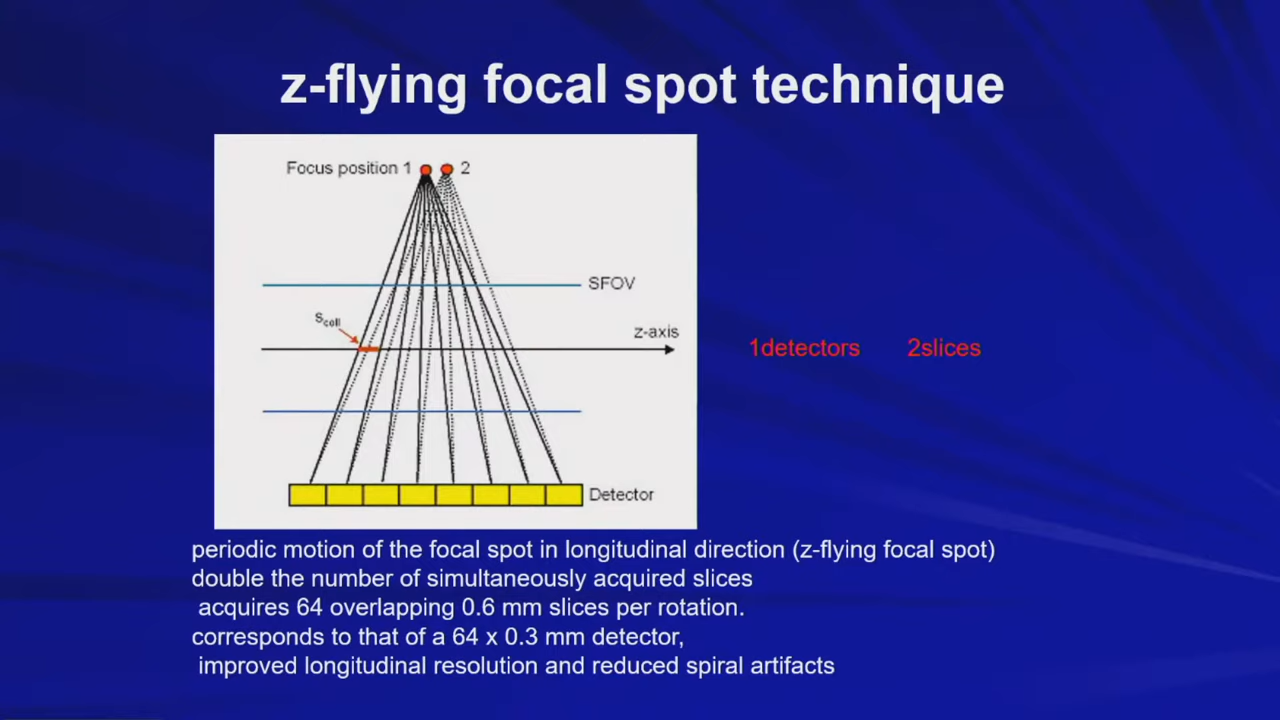 z-flying focal spot technique
Focus position 1 2
SFOV
Scoll
z-axis
1detectors 2slices
Detector
periodic motion of the focal spot in longitudinal direction (z-flying focal spot)
double the number of simultaneously acquired slices
acquires 64 overlapping 0.6 mm slices per rotation.
corresponds to that of a 64 x 0.3 mm detector,
improved longitudinal resolution and reduced spiral artifacts